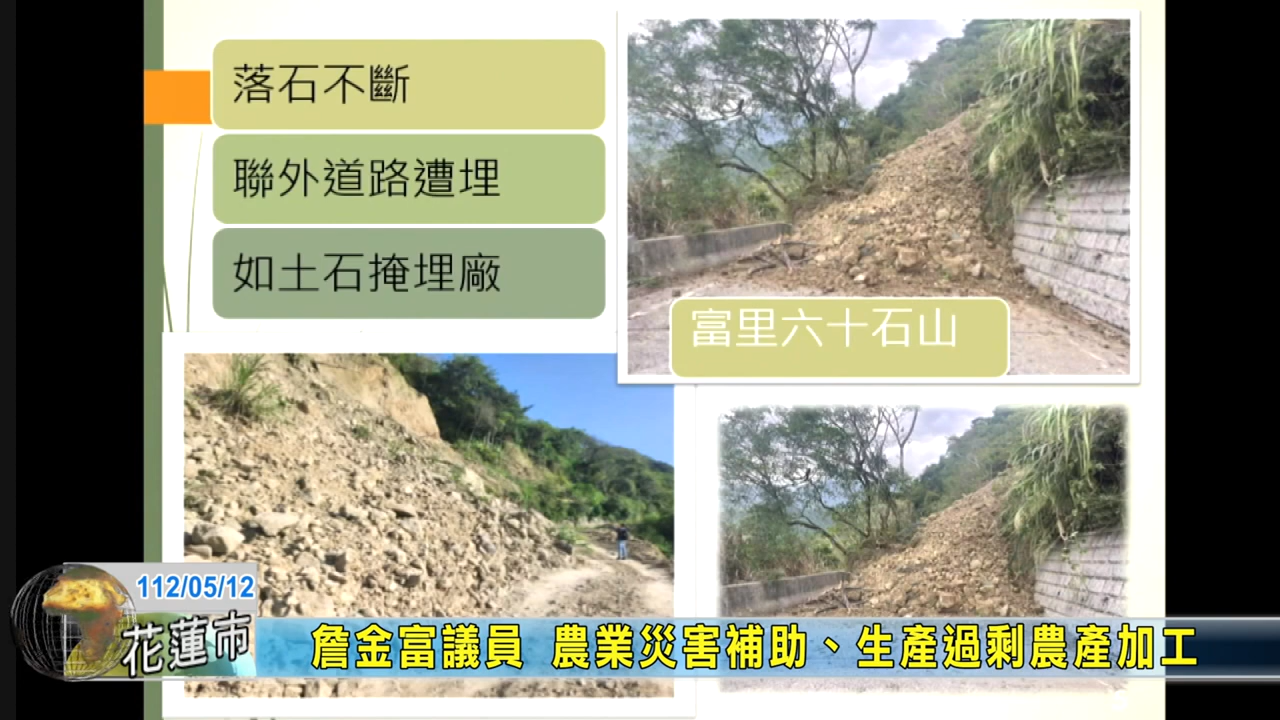 落石不斷
聯外道路遭埋
如土石掩埋廠
富里六十石山
112/05/12
花蓮市
詹金富議員 農業災害補助、生產過剩農產加工